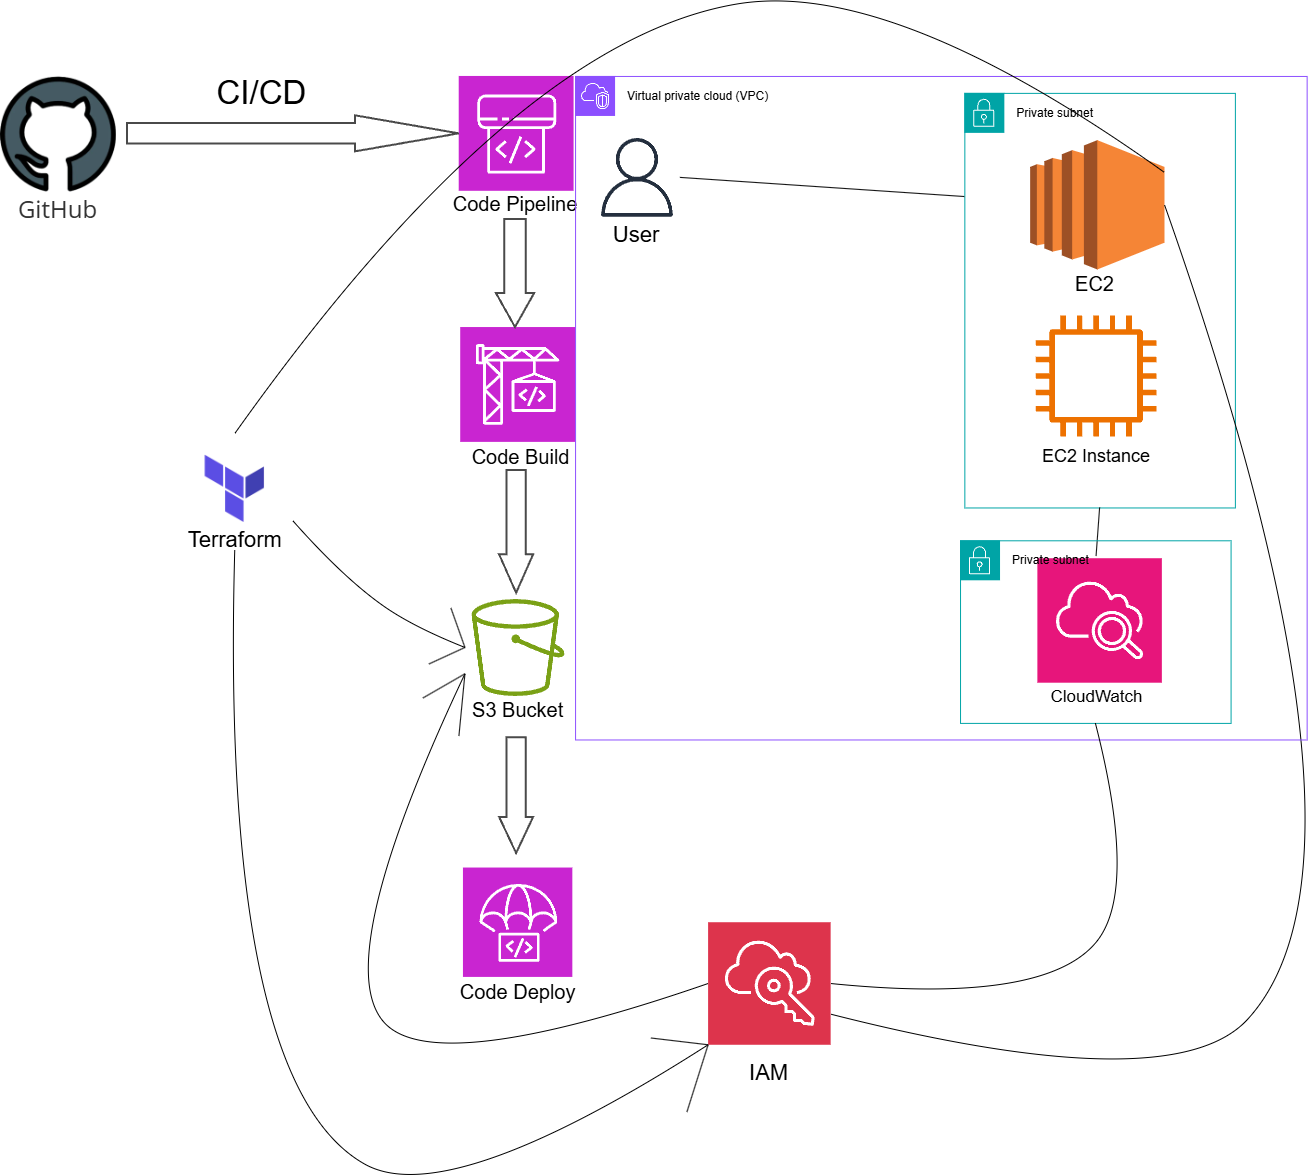 CI/CD
GitHub
Code Pipeline
Virtual private cloud (VPC)
User
Private subnet
EC2
EC2 Instance
Code Build
Terraform
Private subnet
CloudWatch
S3 Bucket
Code Deploy
IAM